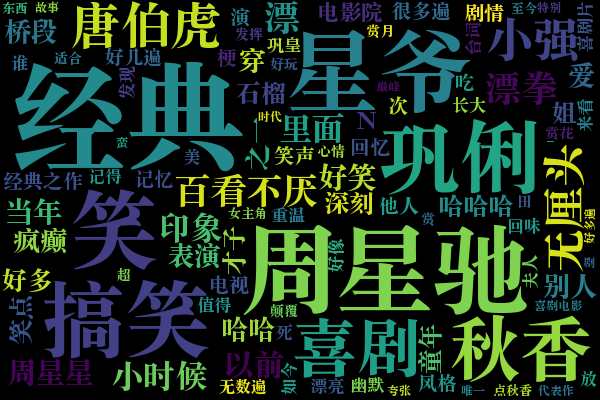 东西 故事
唐伯虎
演
漂
电影院
很多遍
剧情
至今
特别
桥段
发挥
赏月
台词
小强
喜剧片
谁
适合
好几遍
梗
穿
巩皇
好玩
星爷
巅峰
吃
漂拳
爱
经典
发现
石榴
之一
时代
里面
N
次
长大
姐
来看
蛮
美
笑声
心情
回忆
巩俐
赏花
无厘头
经典之作
记得
记忆
百看不厌
好笑
深刻
他人
哈哈哈
田
好多遍
当年
疯癫
笑
印象
表演
女主角
重温
才子
好像
赏
回味
周星驰
夫人
别人
好多
超
搞笑
电视
值得
颠覆
喜剧电影
笑点
哈哈
死
喜剧
童年
秋香
周星星
小时候
以前
无数遍
如今
漂亮
幽默
夸张
风格
唯一
点秋香
代表作
放